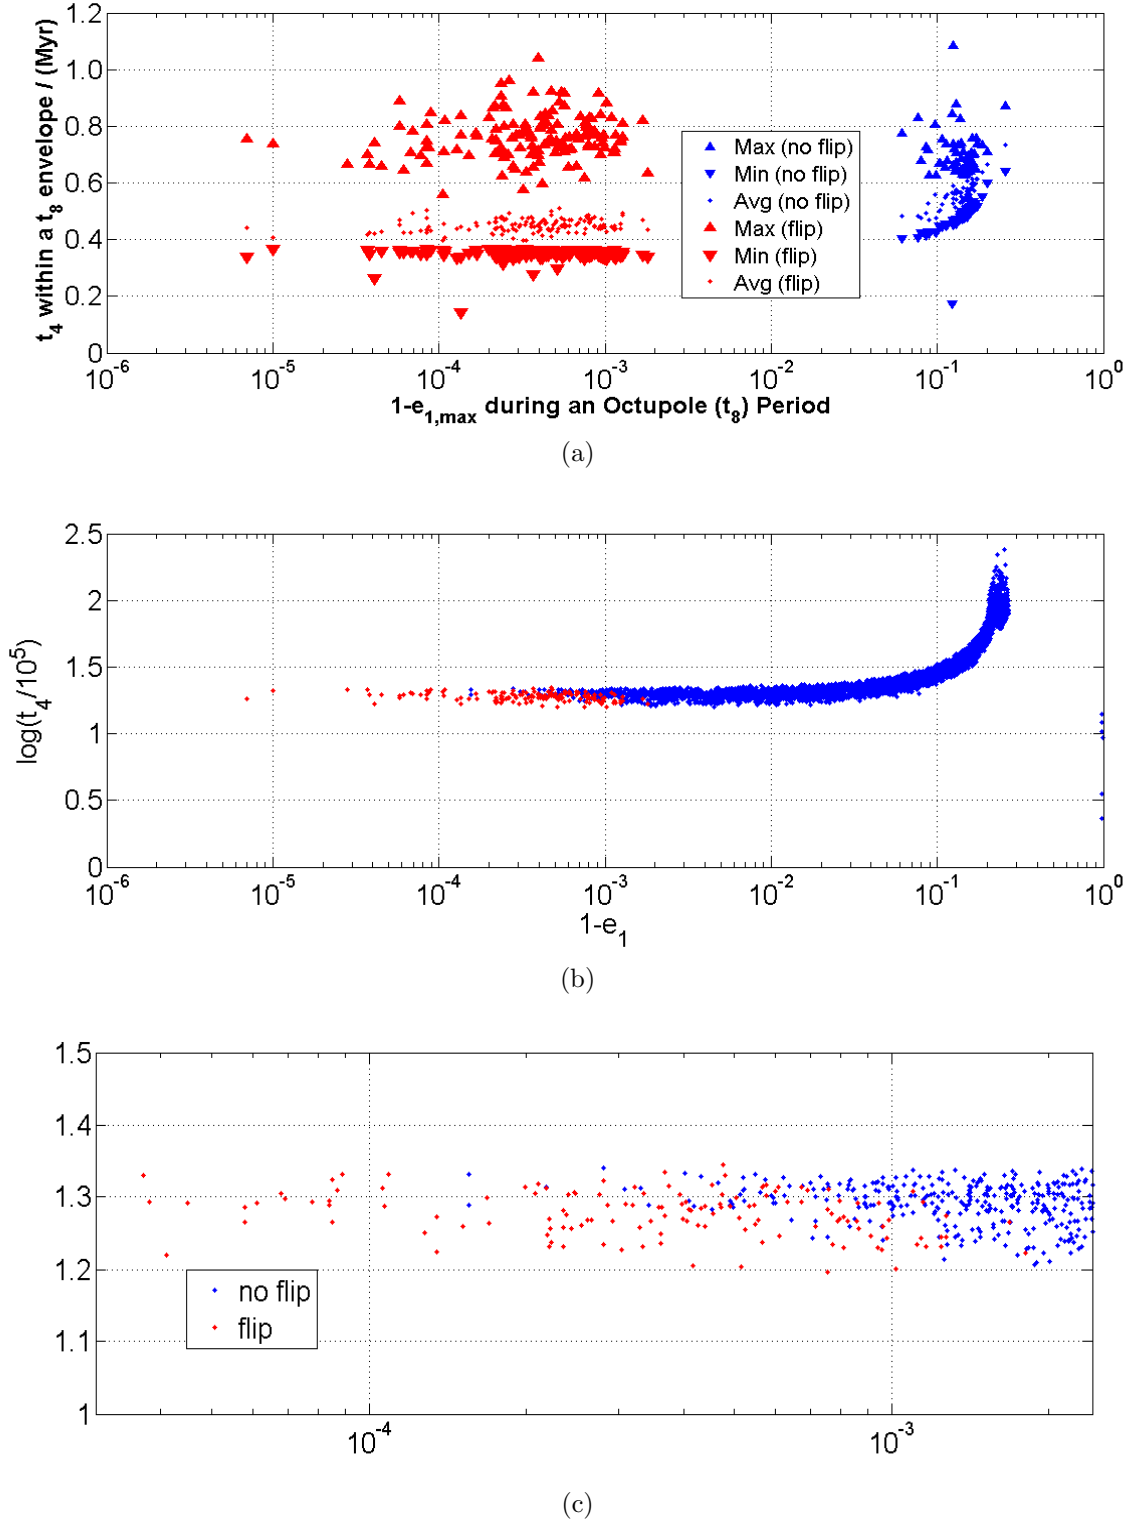 1.2
1.0
0.8
0.6
0.4
0.2
0
t4 within a t8 envelope / (Myr)
Max (no flip)
Min (no flip)
Avg (no flip)
Max (flip)
Min (flip)
Avg (flip)
10^-6 10^-5 10^-4 10^-3 10^-2 10^-1 10^0
1-e1,max during an Octupole (t8) Period
(a)
2.5
2
1.5
1
0.5
0
log(t4/10^5)
10^-6 10^-5 10^-4 10^-3 10^-2 10^-1 10^0
1-e1
(b)
1.5
1.4
1.3
1.2
1.1
1
no flip
flip
10^-4 10^-3
(c)